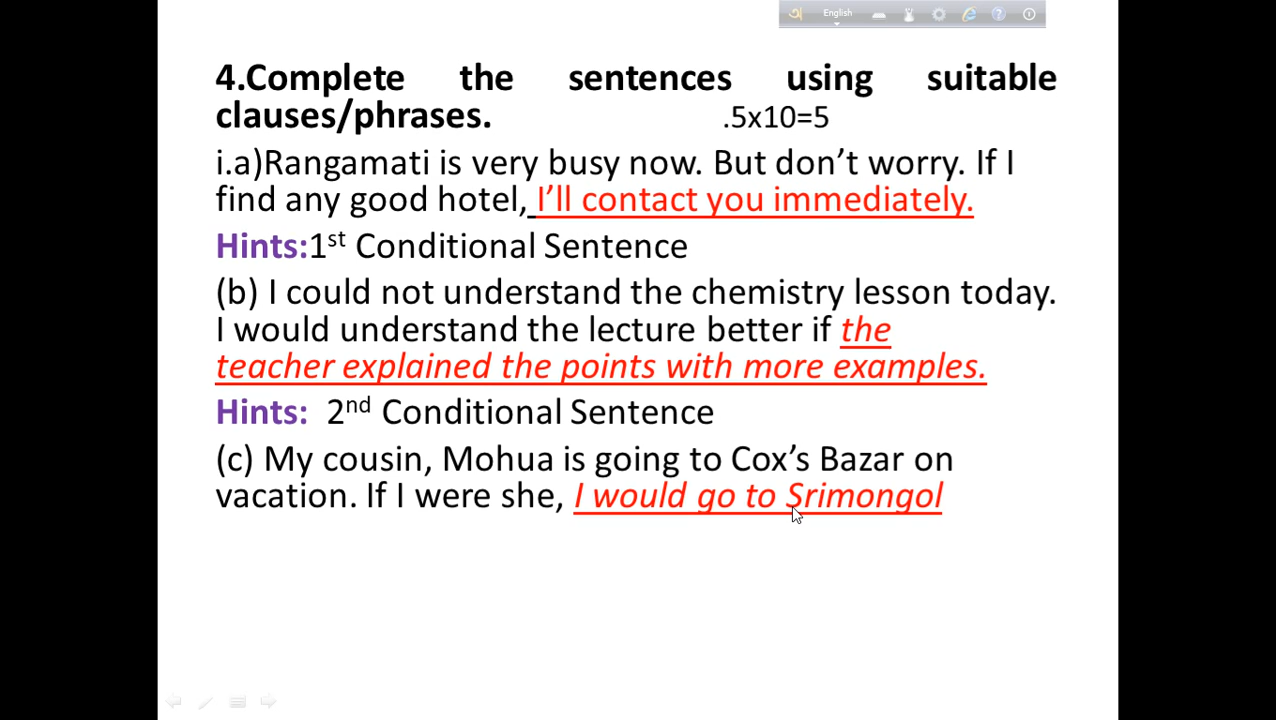 অ English
4.Complete the sentences using suitable
clauses/phrases. .5x10=5
i.a)Rangamati is very busy now. But don’t worry. If I
find any good hotel, I’ll contact you immediately.
Hints:1st Conditional Sentence
(b) I could not understand the chemistry lesson today.
I would understand the lecture better if the
teacher explained the points with more examples.
Hints: 2nd Conditional Sentence
(c) My cousin, Mohua is going to Cox’s Bazar on
vacation. If I were she, I would go to Srimongol